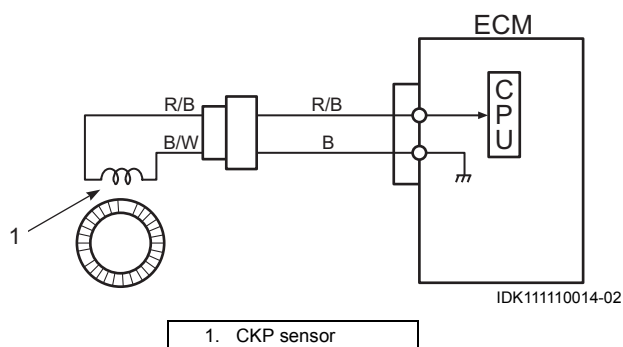 ECM
R/B
R/B
C
P
U
B/W
B
1
IDK111110014-02
1. CKP sensor